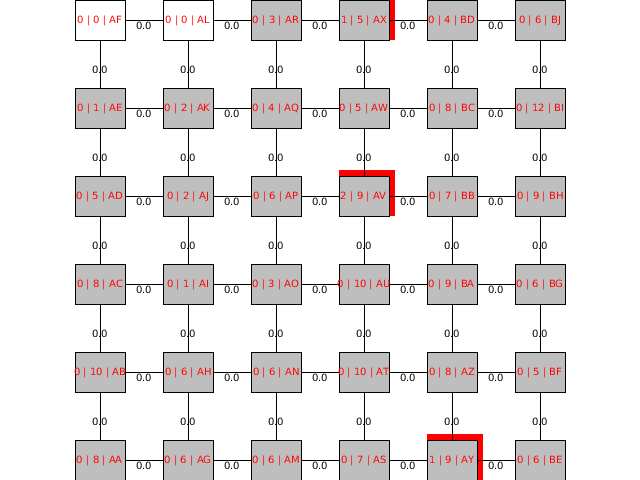 0 | 0 | AF 0.0 0 | 0 | AL 0.0 0 | 3 | AR 0.0 1 | 5 | AX 0.0 0 | 4 | BD 0.0 0 | 6 | BJ
0.0 0.0 0.0 0.0 0.0 0.0
0 | 1 | AE 0.0 0 | 2 | AK 0.0 0 | 4 | AQ 0.0 0 | 5 | AW 0.0 0 | 8 | BC 0.0 0 | 12 | BI
0.0 0.0 0.0 0.0 0.0 0.0
0 | 5 | AD 0.0 0 | 2 | AJ 0.0 0 | 6 | AP 0.0 2 | 9 | AV 0.0 0 | 7 | BB 0.0 0 | 9 | BH
0.0 0.0 0.0 0.0 0.0 0.0
0 | 8 | AC 0.0 0 | 1 | AI 0.0 0 | 3 | AO 0.0 0 | 10 | AU 0.0 0 | 9 | BA 0.0 0 | 6 | BG
0.0 0.0 0.0 0.0 0.0 0.0
0 | 10 | AB 0.0 0 | 6 | AH 0.0 0 | 6 | AN 0.0 0 | 10 | AT 0.0 0 | 8 | AZ 0.0 0 | 5 | BF
0.0 0.0 0.0 0.0 0.0 0.0
0 | 8 | AA 0.0 0 | 6 | AG 0.0 0 | 6 | AM 0.0 0 | 7 | AS 0.0 1 | 9 | AY 0.0 0 | 6 | BE